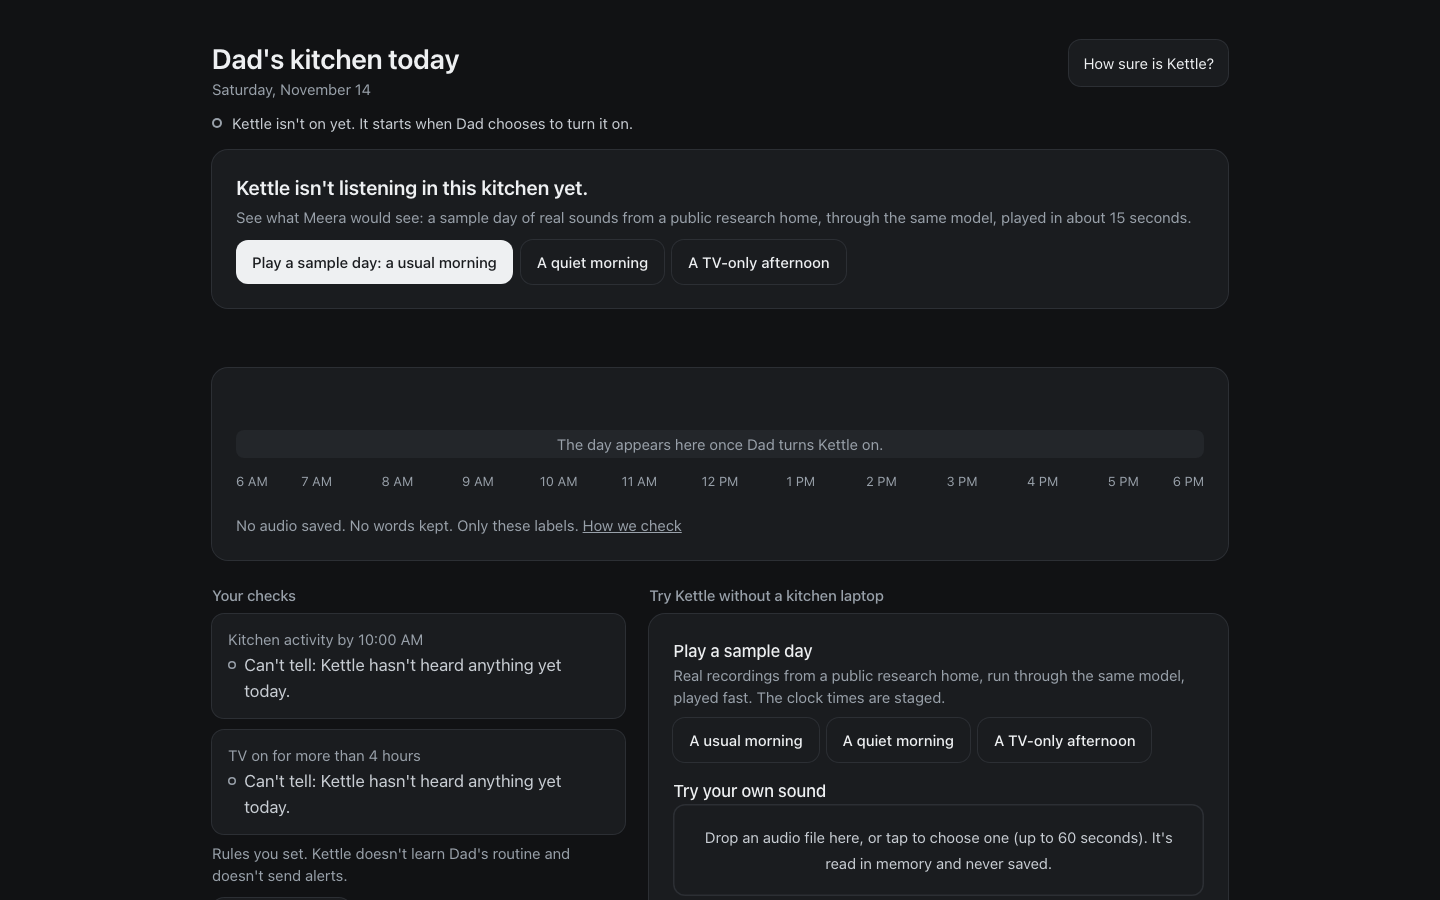 Dad's kitchen today
How sure is Kettle?
Saturday, November 14
Kettle isn't on yet. It starts when Dad chooses to turn it on.
Kettle isn't listening in this kitchen yet.
See what Meera would see: a sample day of real sounds from a public research home, through the same model, played in about 15 seconds.
Play a sample day: a usual morning
A quiet morning
A TV-only afternoon
The day appears here once Dad turns Kettle on.
6 AM 7 AM 8 AM 9 AM 10 AM 11 AM 12 PM 1 PM 2 PM 3 PM 4 PM 5 PM 6 PM
No audio saved. No words kept. Only these labels. How we check
Your checks
Kitchen activity by 10:00 AM
Can't tell: Kettle hasn't heard anything yet
today.
TV on for more than 4 hours
Can't tell: Kettle hasn't heard anything yet
today.
Rules you set. Kettle doesn't learn Dad's routine and
doesn't send alerts.
Try Kettle without a kitchen laptop
Play a sample day
Real recordings from a public research home, run through the same model,
played fast. The clock times are staged.
A usual morning
A quiet morning
A TV-only afternoon
Try your own sound
Drop an audio file here, or tap to choose one (up to 60 seconds). It's
read in memory and never saved.